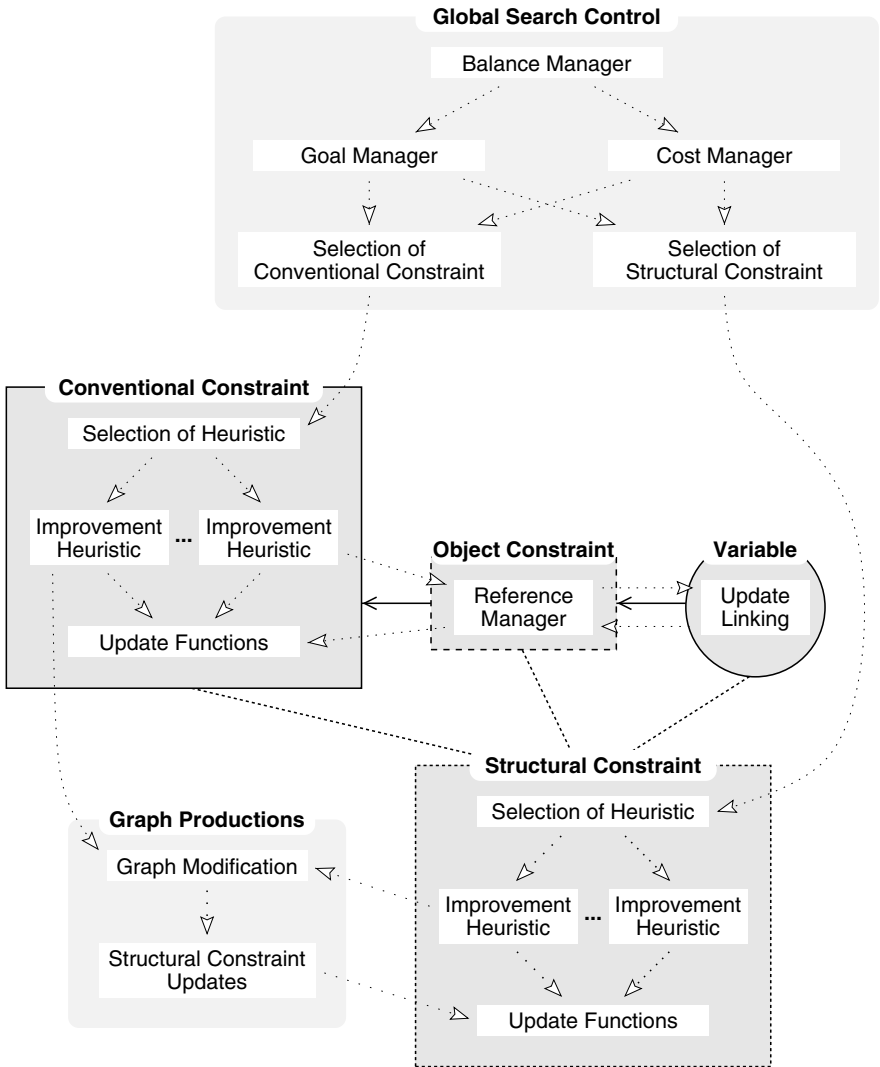 Global Search Control
Balance Manager
Goal Manager
Cost Manager
Selection of
Conventional Constraint
Selection of
Structural Constraint
Conventional Constraint
Selection of Heuristic
Improvement
Heuristic
...
Improvement
Heuristic
Update Functions
Object Constraint
Reference
Manager
Variable
Update
Linking
Structural Constraint
Selection of Heuristic
Improvement
Heuristic
...
Improvement
Heuristic
Update Functions
Graph Productions
Graph Modification
Structural Constraint
Updates